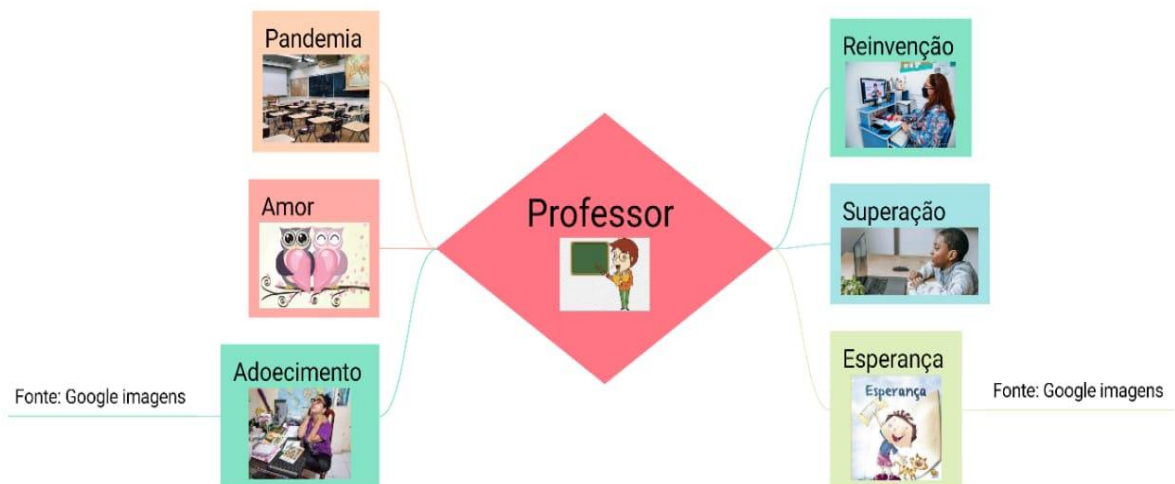 Pandemia
Amor
Adoecimento
Fonte: Google imagens
Professor
Reinvenção
Superação
Esperança
Esperança
Fonte: Google imagens